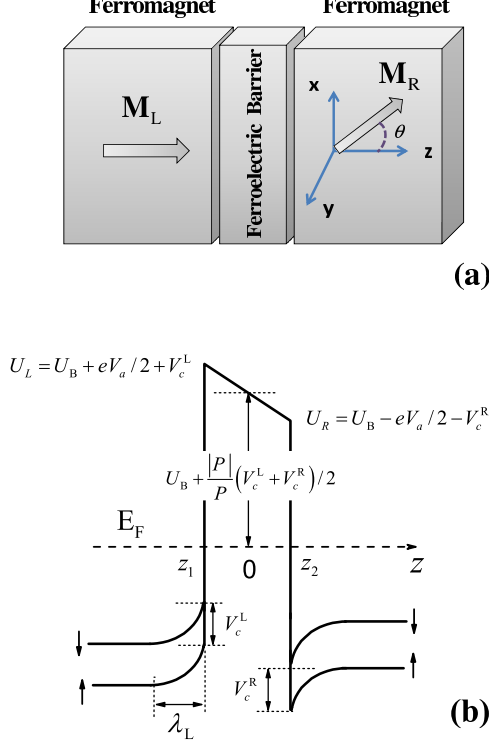 Ferromagnet Ferromagnet
M_L
Ferroelectric Barrier
x
M_R
θ
z
y
(a)
U_L = U_B + eV_a/2 + V_c^L
U_R = U_B − eV_a/2 − V_c^R
U_B + |P|/P (V_c^L + V_c^R)/2
E_F
z_1 0 z_2 z
V_c^L
V_c^R
λ_L
(b)